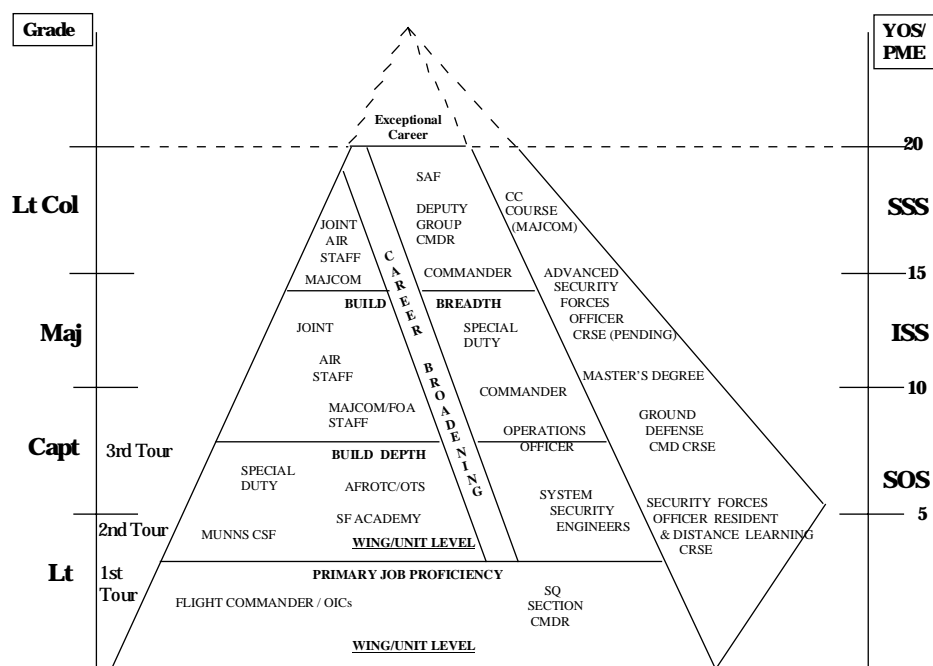 Grade
YOS/
PME
Exceptional
Career
20
Lt Col
SSS
SAF
DEPUTY
GROUP
CMDR
COMMANDER
JOINT
AIR
STAFF
MAJCOM
CC
COURSE
(MAJCOM)
15
CAREER BROADENING
BUILD BREADTH
Maj
ISS
JOINT
AIR
STAFF
MAJCOM/FOA
STAFF
SPECIAL
DUTY
COMMANDER
OPERATIONS
OFFICER
ADVANCED
SECURITY
FORCES
OFFICER
CRSE (PENDING)
MASTER'S DEGREE
10
GROUND
DEFENSE
CMD CRSE
Capt
3rd Tour
SOS
BUILD DEPTH
SPECIAL
DUTY
AFROTC/OTS
SF ACADEMY
MUNNS CSF
WING/UNIT LEVEL
SYSTEM
SECURITY
ENGINEERS
SECURITY FORCES
OFFICER RESIDENT
& DISTANCE LEARNING
CRSE
5
2nd Tour
Lt
1st
Tour
PRIMARY JOB PROFICIENCY
FLIGHT COMMANDER / OICs
SQ
SECTION
CMDR
WING/UNIT LEVEL